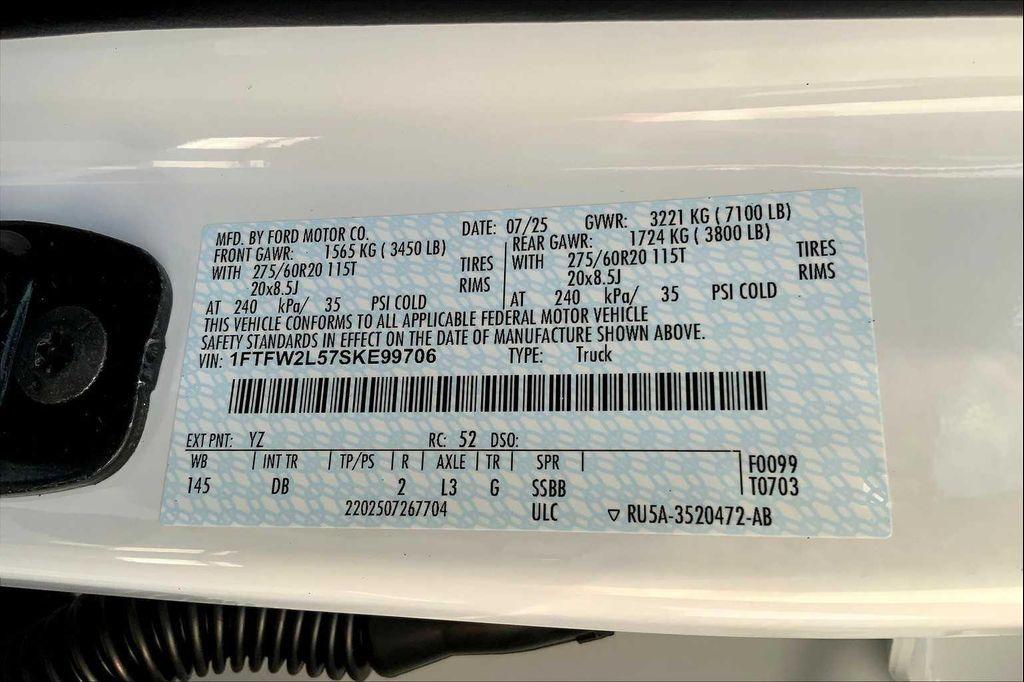 MFD. BY FORD MOTOR CO. DATE: 07/25 GVWR: 3221 KG ( 7100 LB)
FRONT GAWR: 1565 KG ( 3450 LB) REAR GAWR: 1724 KG ( 3800 LB)
WITH 275/60R20 115T TIRES WITH 275/60R20 115T TIRES
20x8.5J RIMS 20x8.5J RIMS
AT 240 kPa/ 35 PSI COLD AT 240 kPa/ 35 PSI COLD
THIS VEHICLE CONFORMS TO ALL APPLICABLE FEDERAL MOTOR VEHICLE
SAFETY STANDARDS IN EFFECT ON THE DATE OF MANUFACTURE SHOWN ABOVE.
VIN: 1FTFW2L57SKE99706 TYPE: Truck
EXT PNT: YZ RC: 52 DSO:
WB INT TR TP/PS R AXLE TR SPR F0099
145 DB 2 L3 G SSBB T0703
2202507267704 ULC ▽ RU5A-3520472-AB